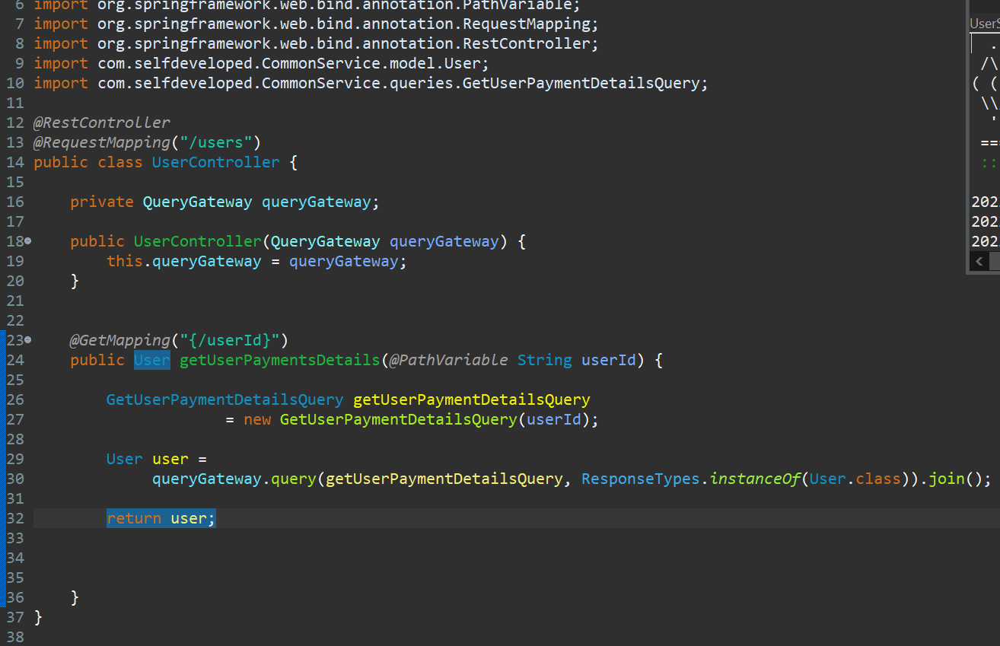 6 import org.springframework.web.bind.annotation.PathVariable;
7 import org.springframework.web.bind.annotation.RequestMapping;
8 import org.springframework.web.bind.annotation.RestController;
9 import com.selfdeveloped.CommonService.model.User;
10 import com.selfdeveloped.CommonService.queries.GetUserPaymentDetailsQuery;
11
12 @RestController
13 @RequestMapping("/users")
14 public class UserController {
15
16     private QueryGateway queryGateway;
17
18     public UserController(QueryGateway queryGateway) {
19         this.queryGateway = queryGateway;
20     }
21
22
23     @GetMapping("{/userId}")
24     public User getUserPaymentsDetails(@PathVariable String userId) {
25
26         GetUserPaymentDetailsQuery getUserPaymentDetailsQuery
27                      = new GetUserPaymentDetailsQuery(userId);
28
29         User user =
30              queryGateway.query(getUserPaymentDetailsQuery, ResponseTypes.instanceOf(User.class)).join();
31
32         return user;
33
34
35
36     }
37 }
38
UserS
.
/\
( (
\\
'
==
::
202
202
202